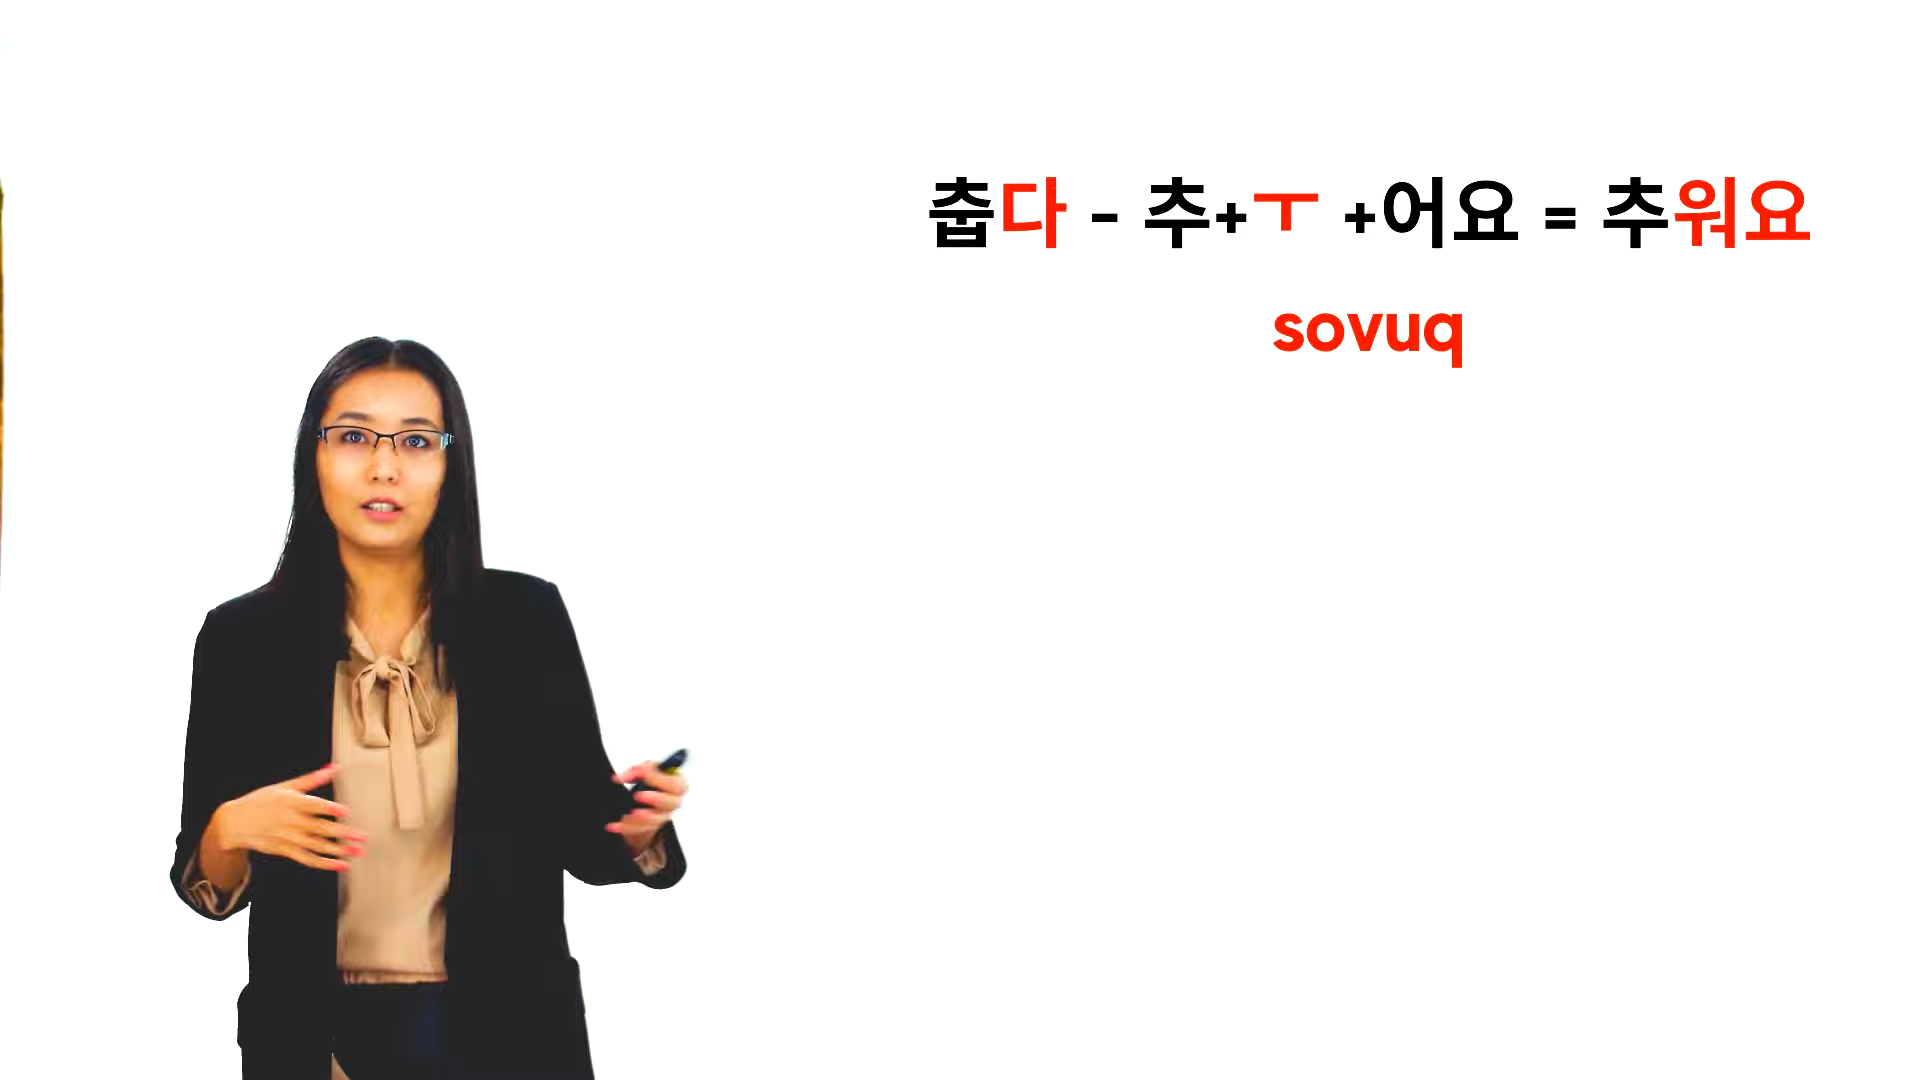 춥다 - 추+ㅜ +어요 = 추워요
sovuq